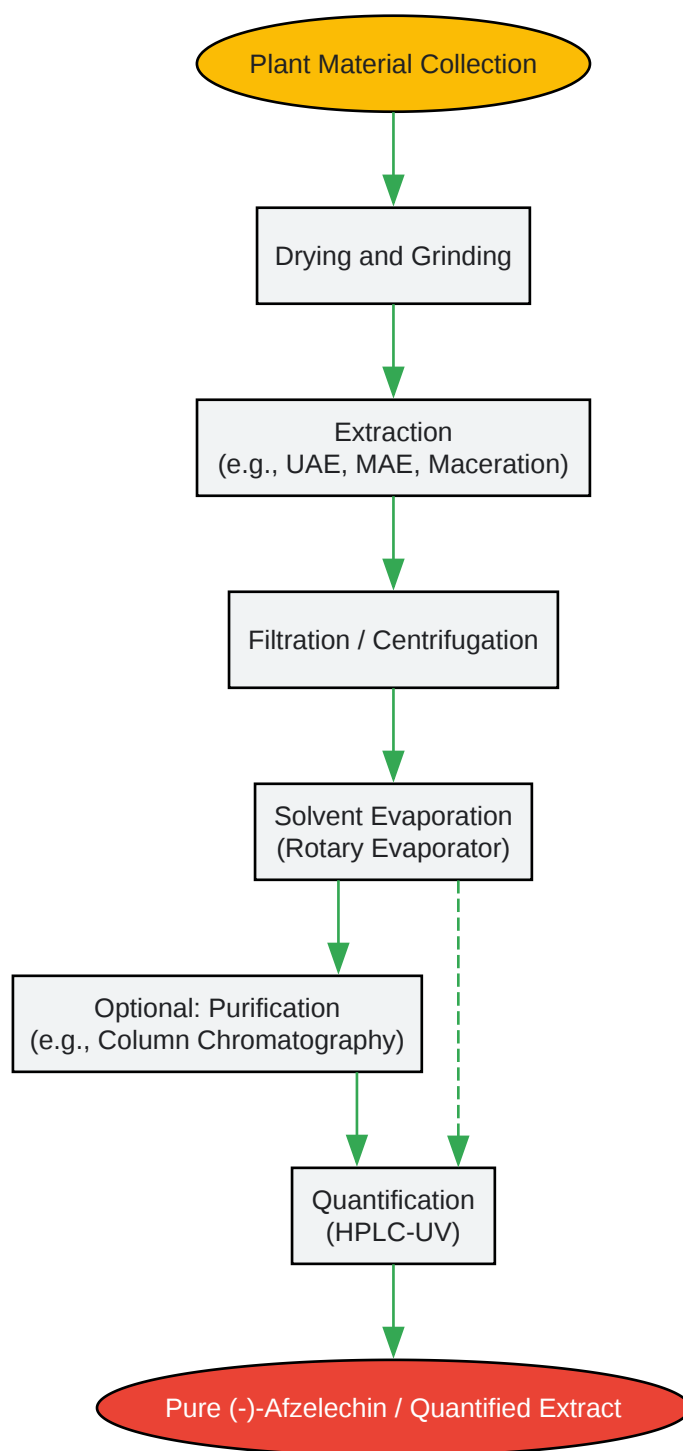 Plant Material Collection
Drying and Grinding
Extraction
(e.g., UAE, MAE, Maceration)
Filtration / Centrifugation
Solvent Evaporation
(Rotary Evaporator)
Optional: Purification
(e.g., Column Chromatography)
Quantification
(HPLC-UV)
Pure (-)-Afzelechin / Quantified Extract